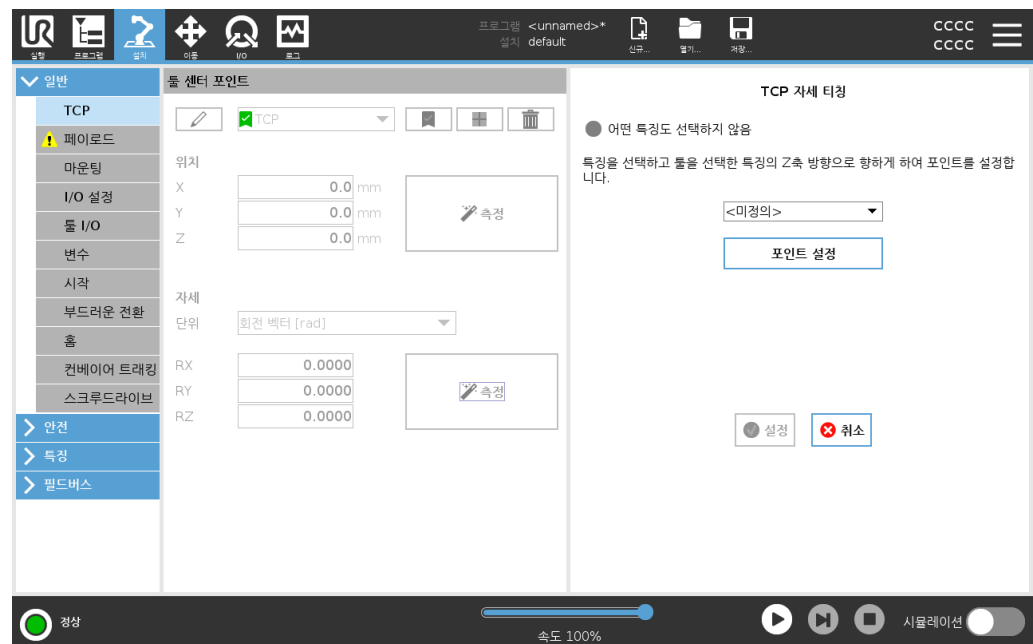 UR
실행
프로그램
설치
이동
I/O
로그
프로그램 <unnamed>*
설치 default
신규...
열기...
저장...
CCCC
CCCC
일반
TCP
페이로드
마운팅
I/O 설정
툴 I/O
변수
시작
부드러운 전환
홈
컨베이어 트래킹
스크루드라이브
안전
특징
필드버스
툴 센터 포인트
TCP
위치
X 0.0 mm
Y 0.0 mm
Z 0.0 mm
측정
자세
단위 회전 벡터 [rad]
RX 0.0000
RY 0.0000
RZ 0.0000
측정
TCP 자세 티칭
어떤 특징도 선택하지 않음
특징을 선택하고 툴을 선택한 특징의 Z축 방향으로 향하게 하여 포인트를 설정합
니다.
<미정의>
포인트 설정
설정
취소
정상
속도 100%
시뮬레이션